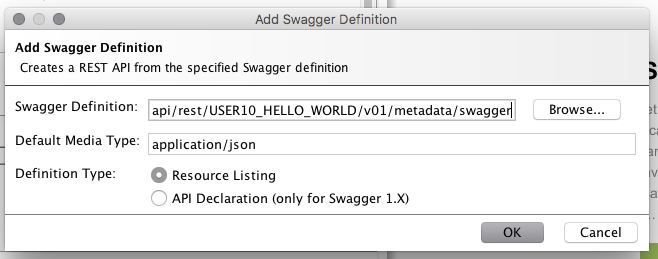 Add Swagger Definition
Add Swagger Definition
Creates a REST API from the specified Swagger definition
Swagger Definition: api/rest/USER10_HELLO_WORLD/v01/metadata/swagger Browse...
Default Media Type: application/json
Definition Type: Resource Listing
API Declaration (only for Swagger 1.X)
OK Cancel